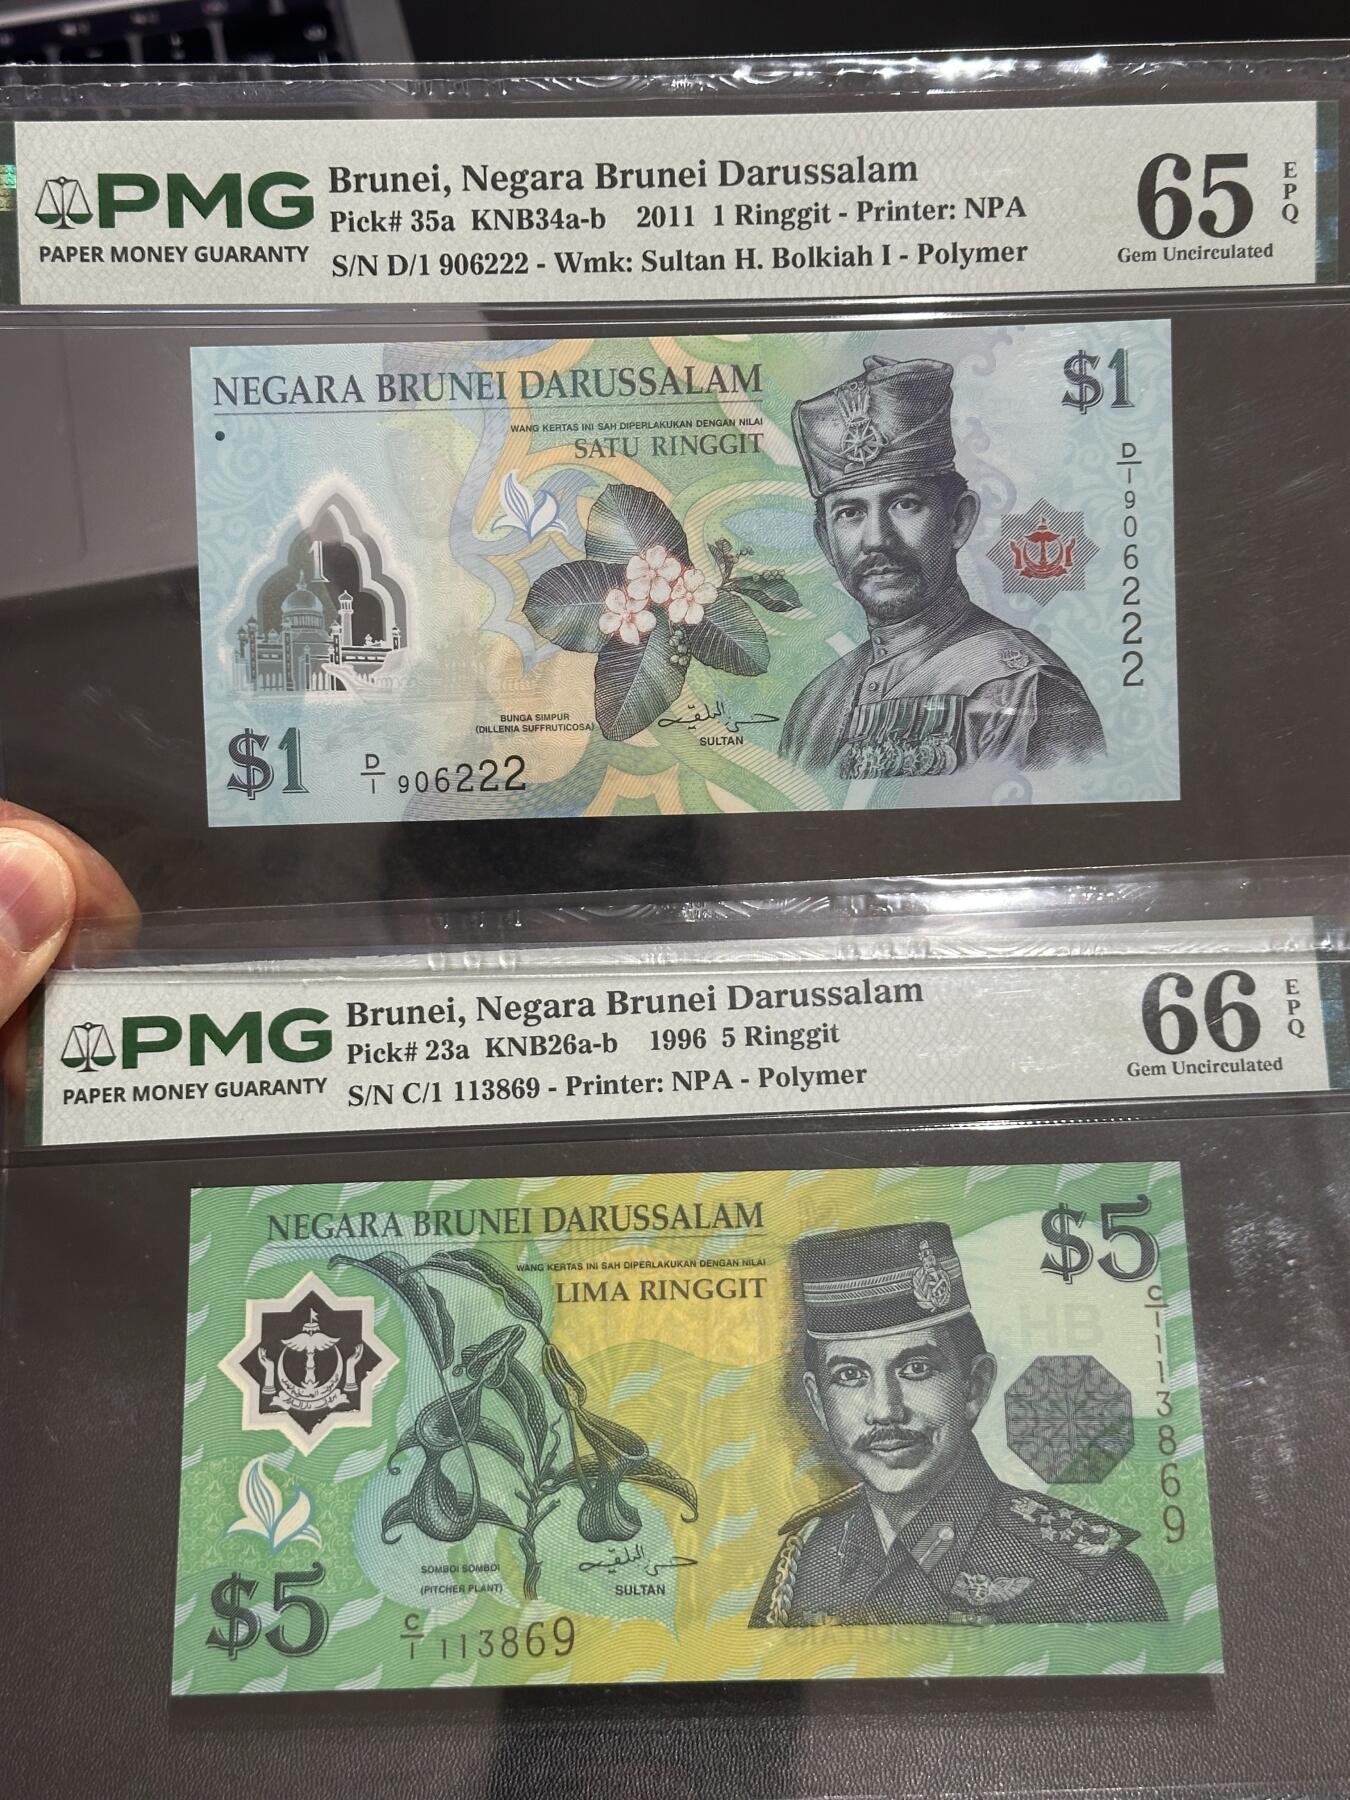 PMG
PAPER MONEY GUARANTY
Brunei, Negara Brunei Darussalam
Pick# 35a KNB34a-b 2011 1 Ringgit - Printer: NPA
S/N D/1 906222 - Wmk: Sultan H. Bolkiah I - Polymer
65
EPQ
Gem Uncirculated
NEGARA BRUNEI DARUSSALAM
WANG KERTAS INI SAH DIPERLAKUKAN DENGAN NILAI
SATU RINGGIT
$1
D/1 906222
1
BUNGA SIMPUR
(DILLENIA SUFFRUTICOSA)
SULTAN
$1
D/1 906222
PMG
PAPER MONEY GUARANTY
Brunei, Negara Brunei Darussalam
Pick# 23a KNB26a-b 1996 5 Ringgit
S/N C/1 113869 - Printer: NPA - Polymer
66
EPQ
Gem Uncirculated
NEGARA BRUNEI DARUSSALAM
WANG KERTAS INI SAH DIPERLAKUKAN DENGAN NILAI
LIMA RINGGIT
$5
C/1 113869
HB
SOMBOI SOMBOI
(PITCHER PLANT)
SULTAN
$5
C/1 113869